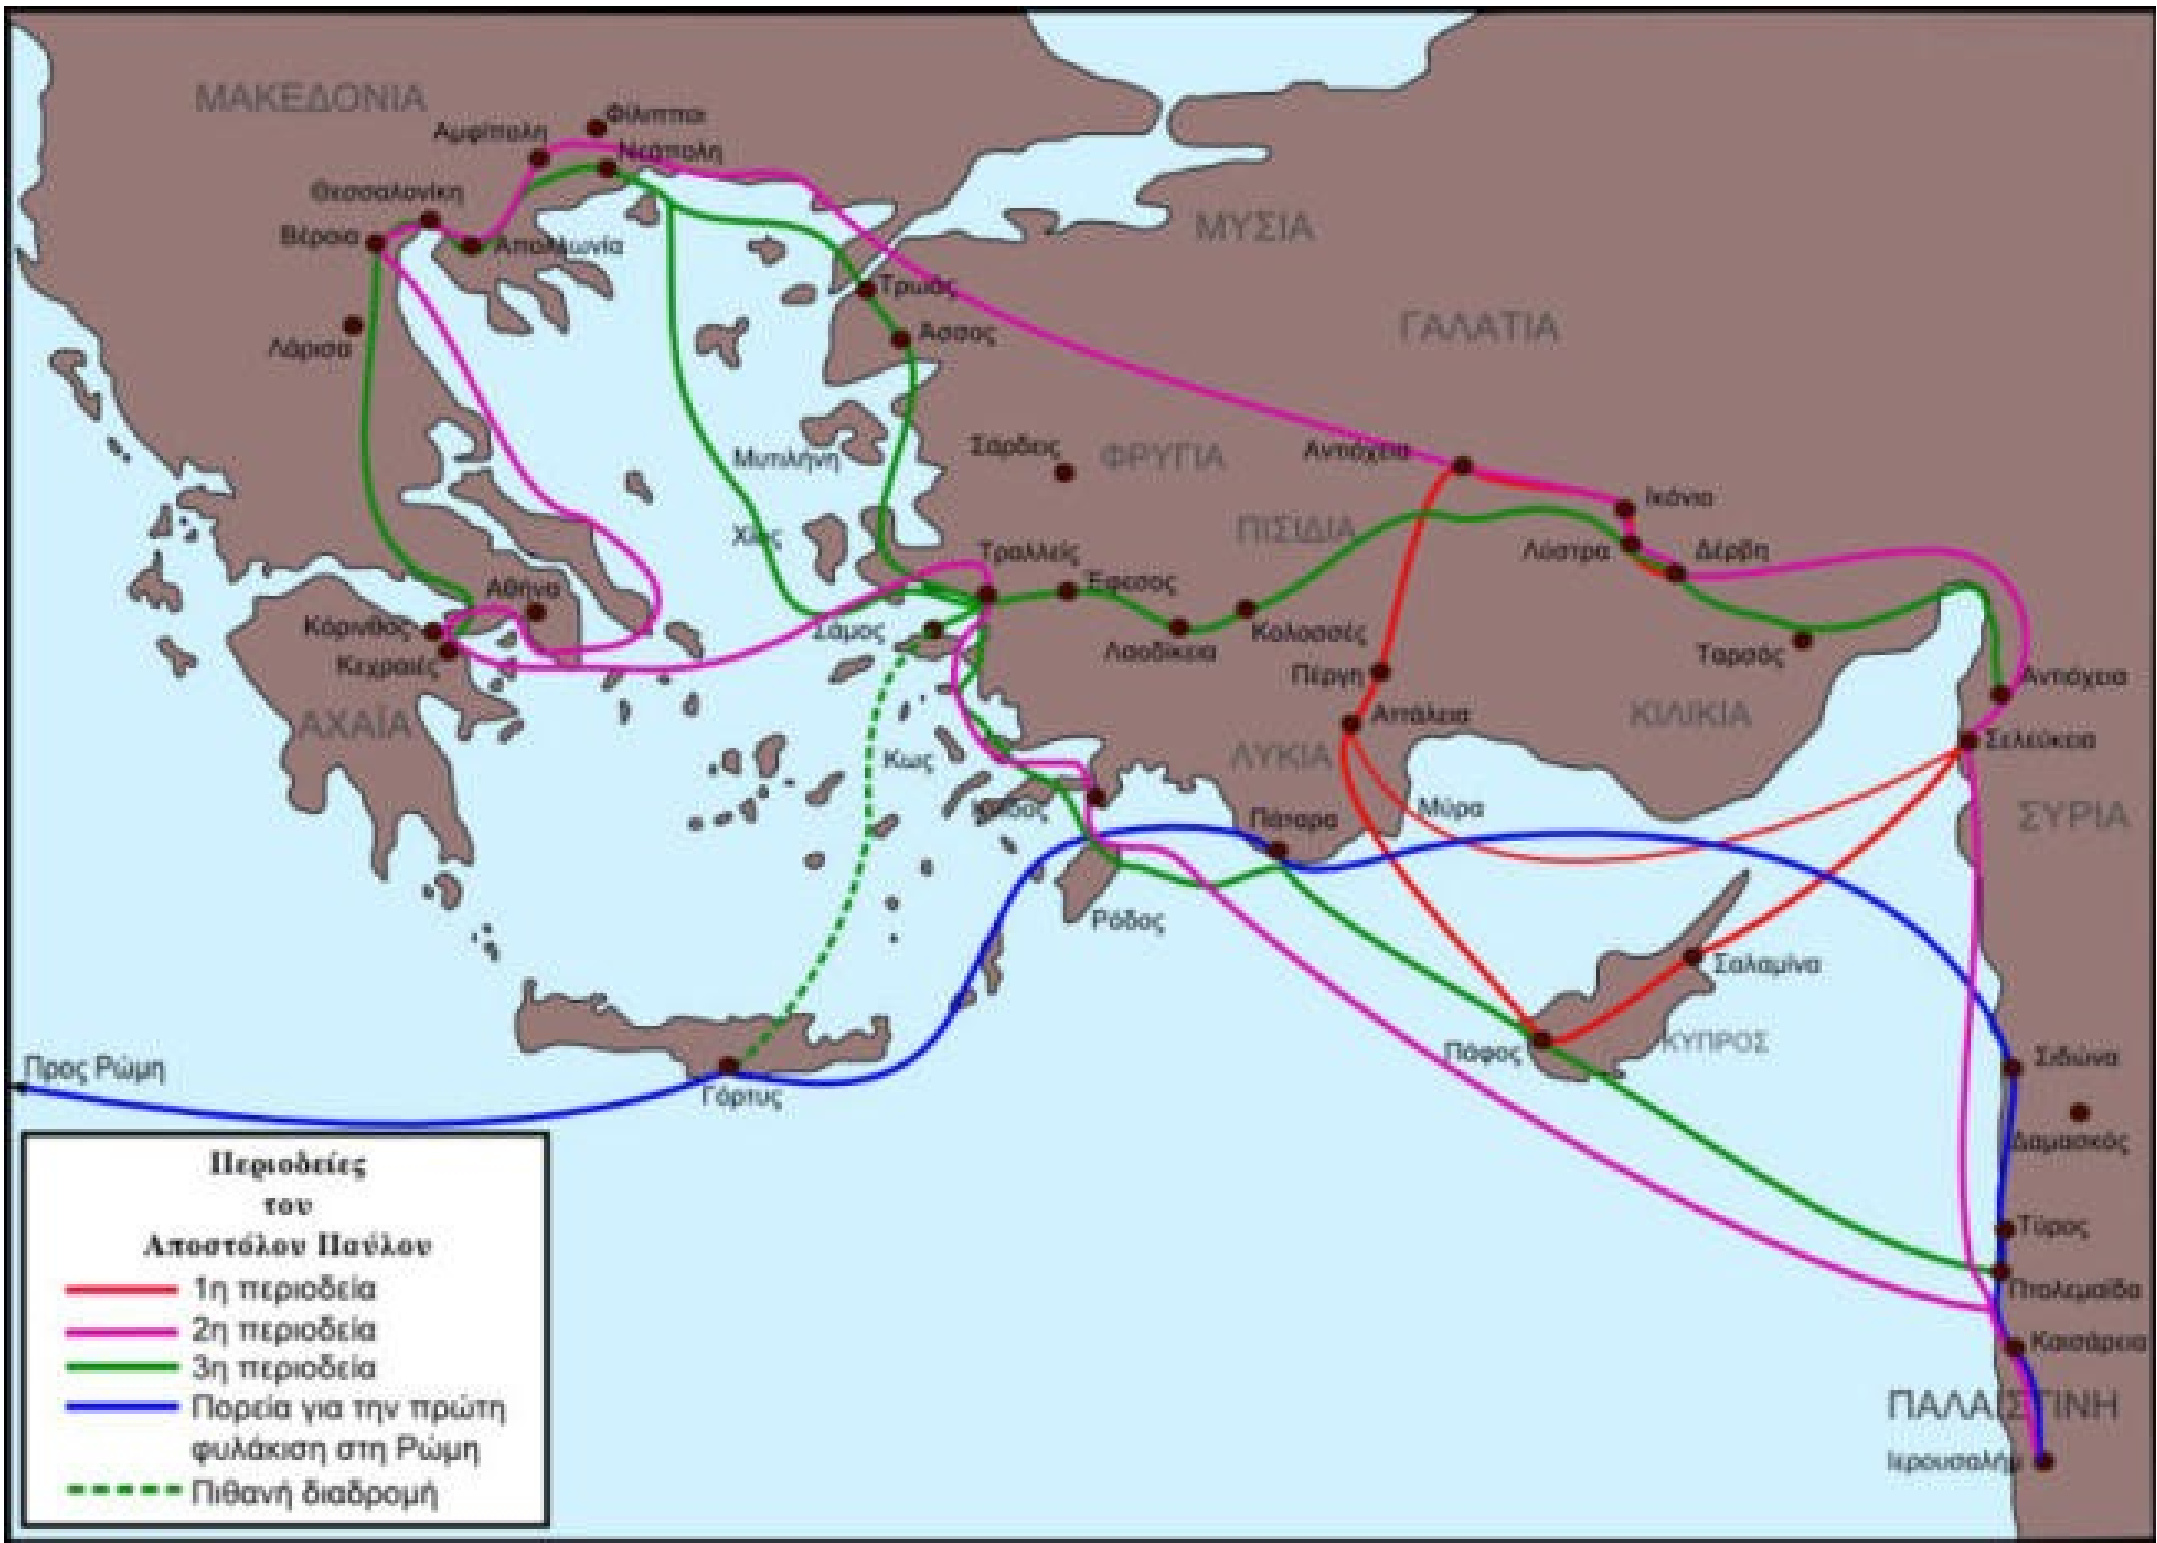 ΜΑΚΕΔΟΝΙΑ
Φίλιπποι
Αμφίπολη
Νεάπολη
Θεσσαλονίκη
Βέροια
Απολλωνία
ΜΥΣΙΑ
Τρωάς
Άσσος
Λάρισα
ΓΑΛΑΤΙΑ
Σάρδεις
ΦΡΥΓΙΑ
Αντιόχεια
Μυτιλήνη
Ικόνιο
Χίος
ΠΙΣΙΔΙΑ
Λύστρα
Δέρβη
Τραλλείς
Έφεσος
Αθήνα
Κόρινθος
Σάμος
Κολοσσές
Λαοδίκεια
Ταρσός
Κεχραιές
Πέργη
Αντιόχεια
ΑΧΑΪΑ
Αττάλεια
ΚΙΛΙΚΙΑ
Σελεύκεια
Κως
ΛΥΚΙΑ
Μύρα
Πάταρα
ΣΥΡΙΑ
Ρόδος
Σαλαμίνα
Πάφος
ΚΥΠΡΟΣ
Προς Ρώμη
Γόρτυς
Σιδώνα
Δαμασκός
Τύρος
Πτολεμαΐδα
Καισάρεια
ΠΑΛΑΙΣΤΙΝΗ
Ιερουσαλήμ
Περιοδείες
του
Αποστόλου Παύλου
1η περιοδεία
2η περιοδεία
3η περιοδεία
Πορεία για την πρώτη
φυλάκιση στη Ρώμη
Πιθανή διαδρομή